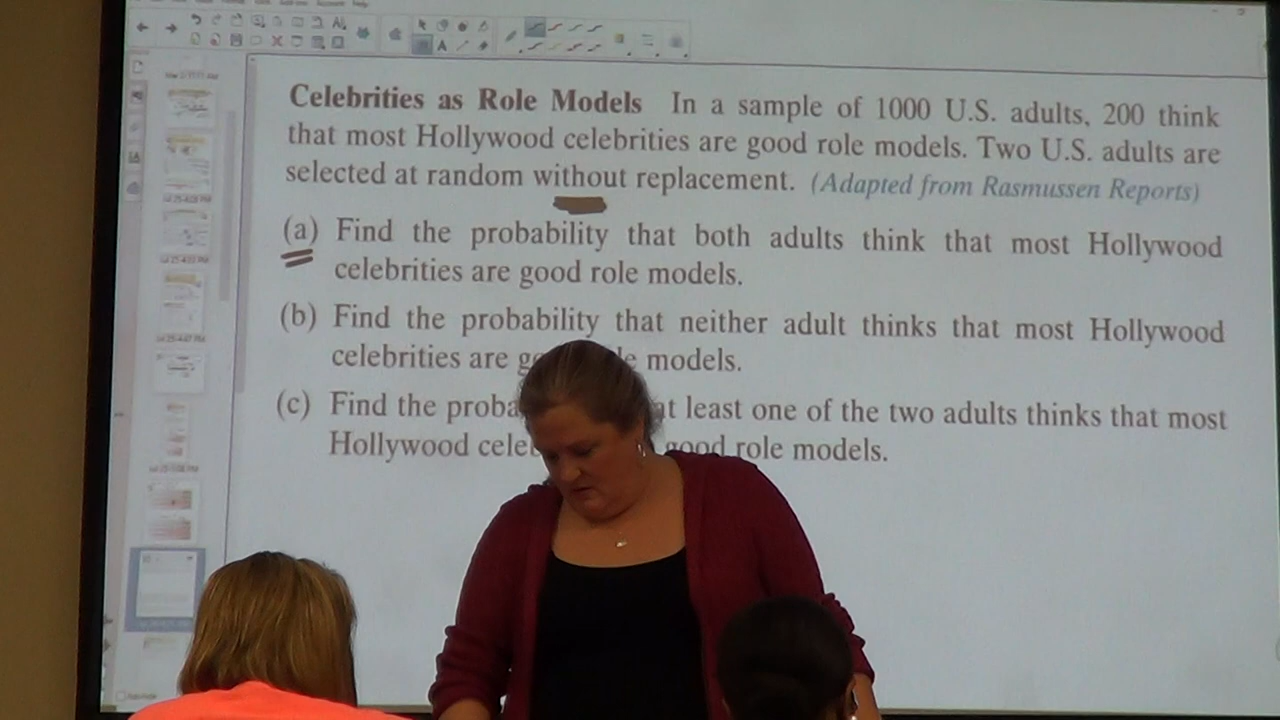 Celebrities as Role Models In a sample of 1000 U.S. adults, 200 think
that most Hollywood celebrities are good role models. Two U.S. adults are
selected at random without replacement. (Adapted from Rasmussen Reports)
(a) Find the probability that both adults think that most Hollywood
celebrities are good role models.
(b) Find the probability that neither adult thinks that most Hollywood
celebrities are models.
(c) Find the at least one of the two adults thinks that most
Hollywood good role models.